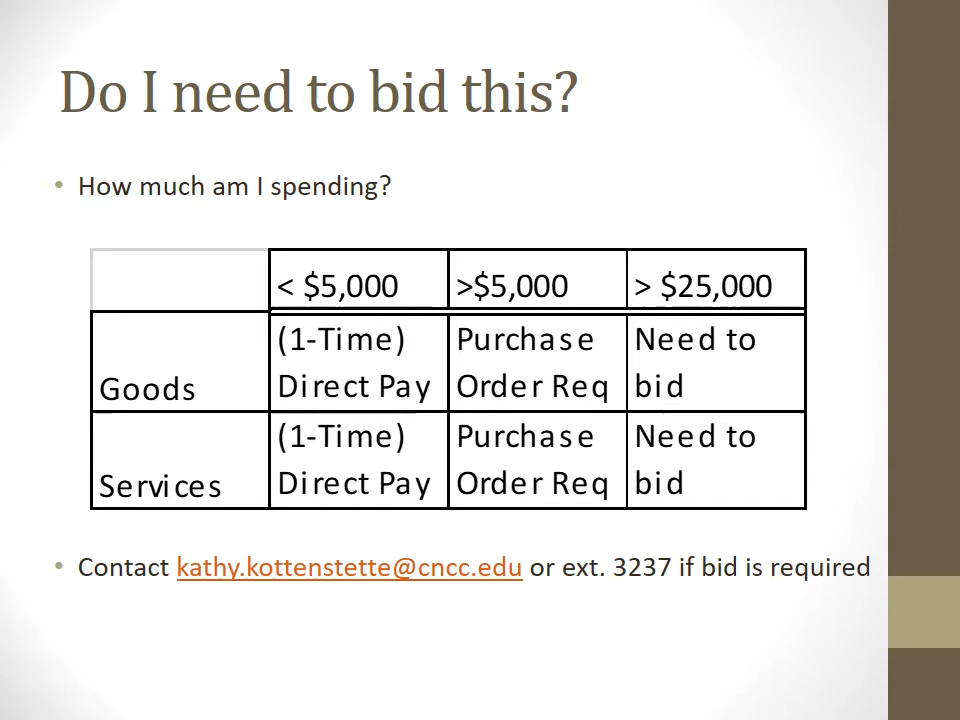 Do I need to bid this?
• How much am I spending?
< $5,000 >$5,000 > $25,000
(1-Time) Purchase Need to
Goods Direct Pay Order Req bid
(1-Time) Purchase Need to
Services Direct Pay Order Req bid
• Contact kathy.kottenstette@cncc.edu or ext. 3237 if bid is required